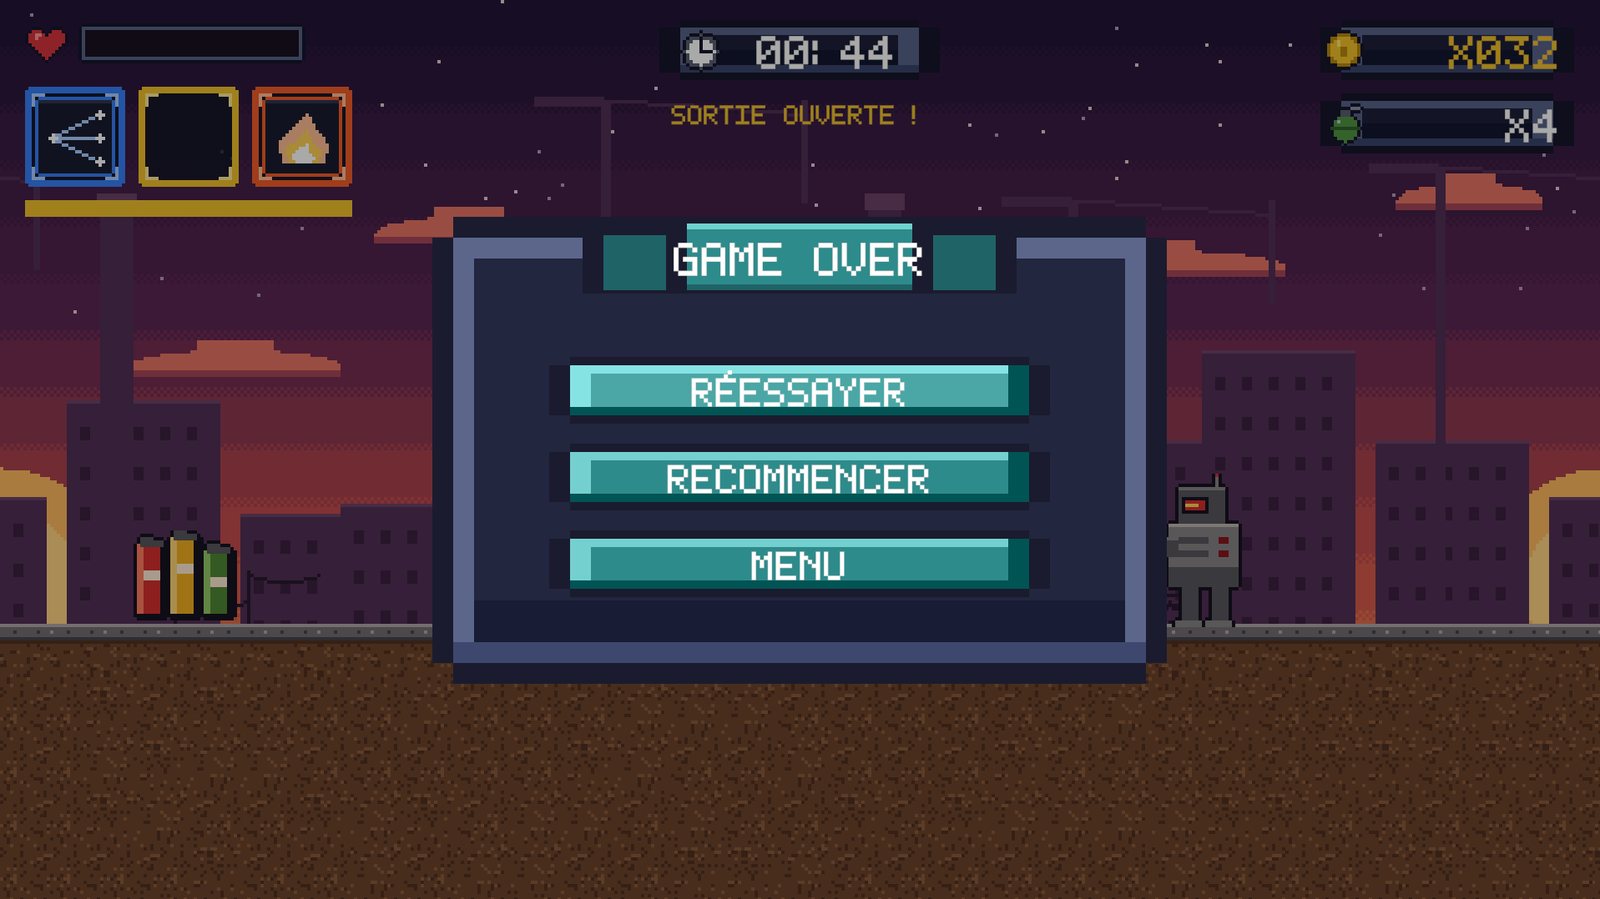 00: 44
X032
SORTIE OUVERTE !
X4
GAME OVER
RÉESSAYER
RECOMMENCER
MENU